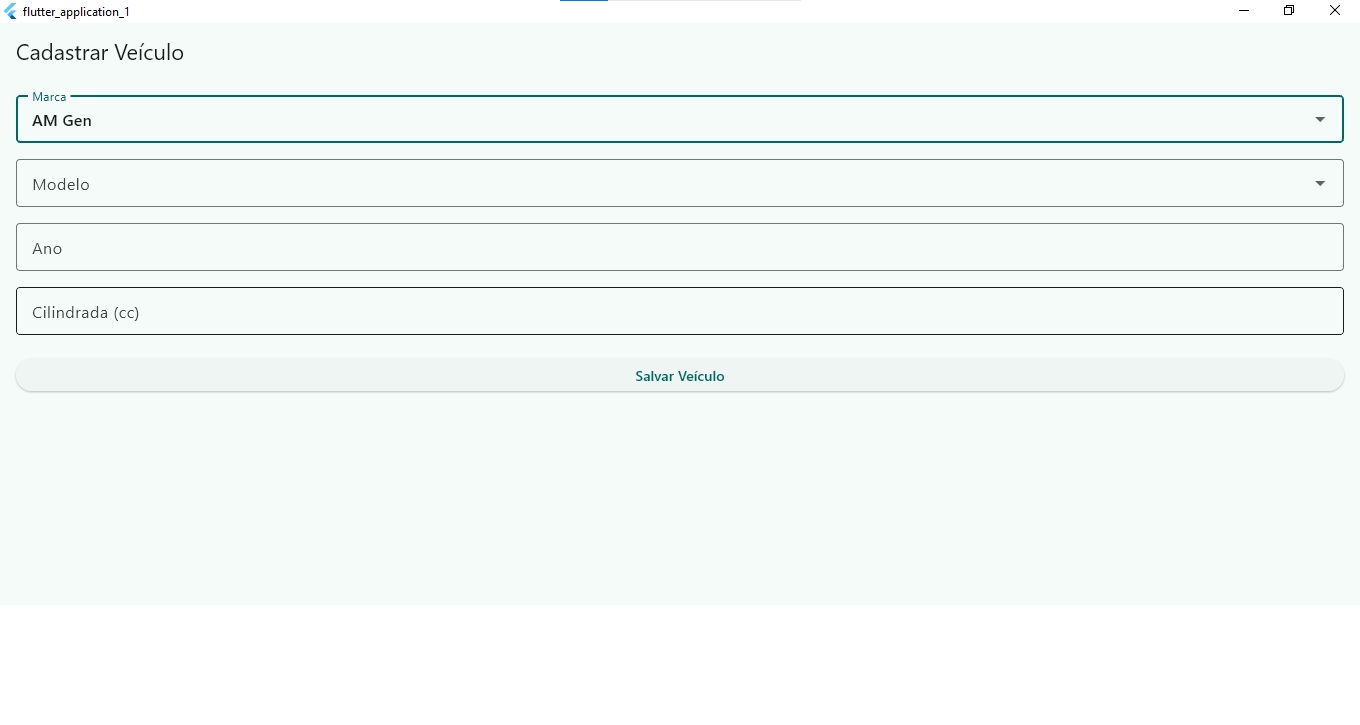 flutter_application_1
Cadastrar Veículo
Marca
AM Gen
Modelo
Ano
Cilindrada (cc)
Salvar Veículo